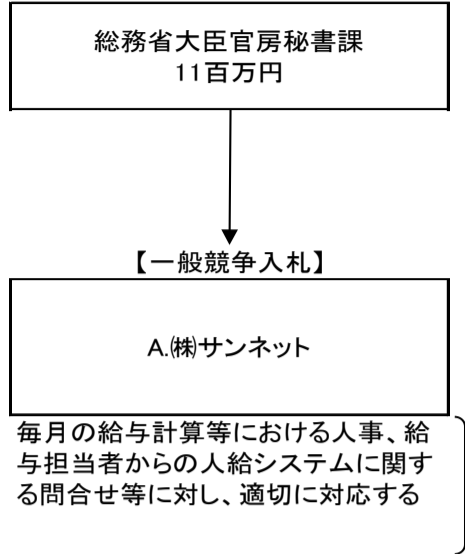 総務省大臣官房秘書課
11百万円
【一般競争入札】
A.㈱サンネット
毎月の給与計算等における人事、給
与担当者からの人給システムに関す
る問合せ等に対し、適切に対応する